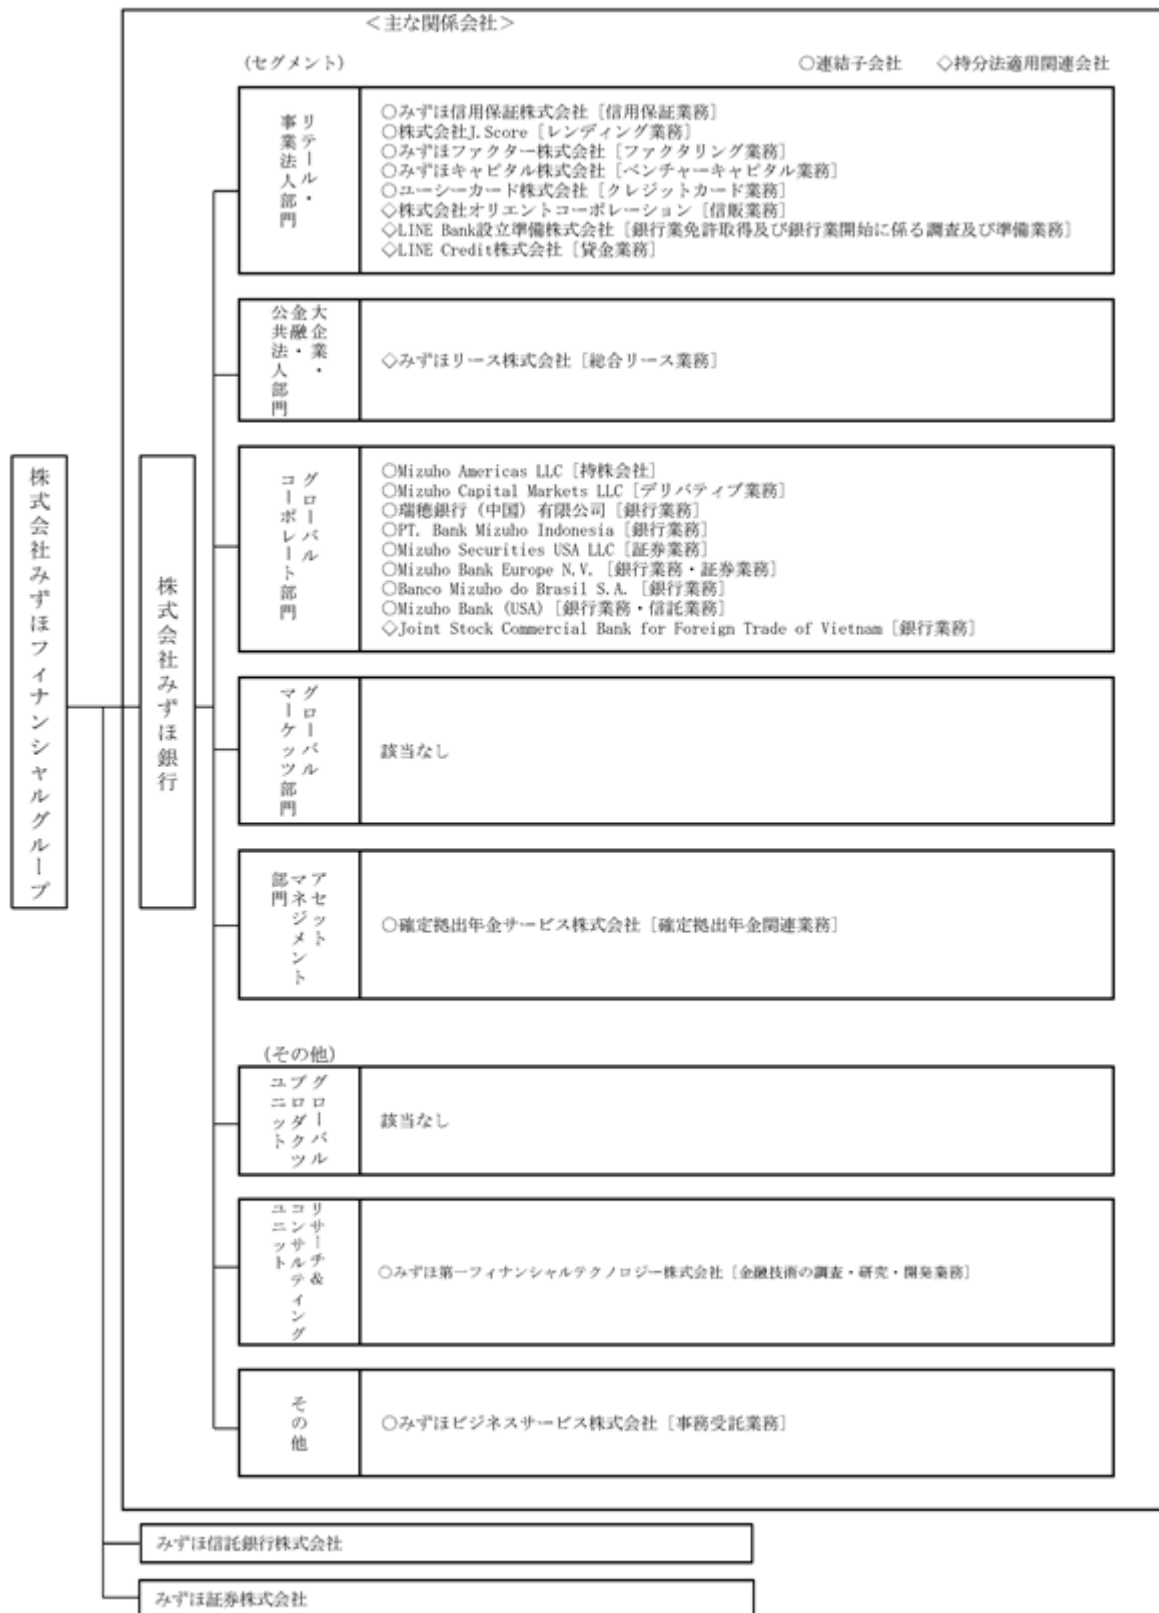 ＜主な関係会社＞
(セグメント)
○連結子会社 ◇持分法適用関連会社
株式会社みずほフィナンシャルグループ
株式会社みずほ銀行
リテール・
事業法人部門
○みずほ信用保証株式会社［信用保証業務］
○株式会社J.Score［レンディング業務］
○みずほファクター株式会社［ファクタリング業務］
○みずほキャピタル株式会社［ベンチャーキャピタル業務］
○ユーシーカード株式会社［クレジットカード業務］
◇株式会社オリエントコーポレーション［信販業務］
◇LINE Bank設立準備株式会社［銀行業免許取得及び銀行業開始に係る調査及び準備業務］
◇LINE Credit株式会社［貸金業務］
大企業・
金融・
公共法人部門
◇みずほリース株式会社［総合リース業務］
グローバル
コーポレート部門
○Mizuho Americas LLC［持株会社］
○Mizuho Capital Markets LLC［デリバティブ業務］
○瑞穂銀行（中国）有限公司［銀行業務］
○PT. Bank Mizuho Indonesia［銀行業務］
○Mizuho Securities USA LLC［証券業務］
○Mizuho Bank Europe N.V.［銀行業務・証券業務］
○Banco Mizuho do Brasil S.A.［銀行業務］
○Mizuho Bank (USA)［銀行業務・信託業務］
◇Joint Stock Commercial Bank for Foreign Trade of Vietnam［銀行業務］
グローバル
マーケッツ部門
該当なし
アセット
マネジメント
部門
○確定拠出年金サービス株式会社［確定拠出年金関連業務］
(その他)
グローバル
プロダクツ
ユニット
該当なし
リサーチ&
コンサルティング
ユニット
○みずほ第一フィナンシャルテクノロジー株式会社［金融技術の調査・研究・開発業務］
その他
○みずほビジネスサービス株式会社［事務受託業務］
みずほ信託銀行株式会社
みずほ証券株式会社